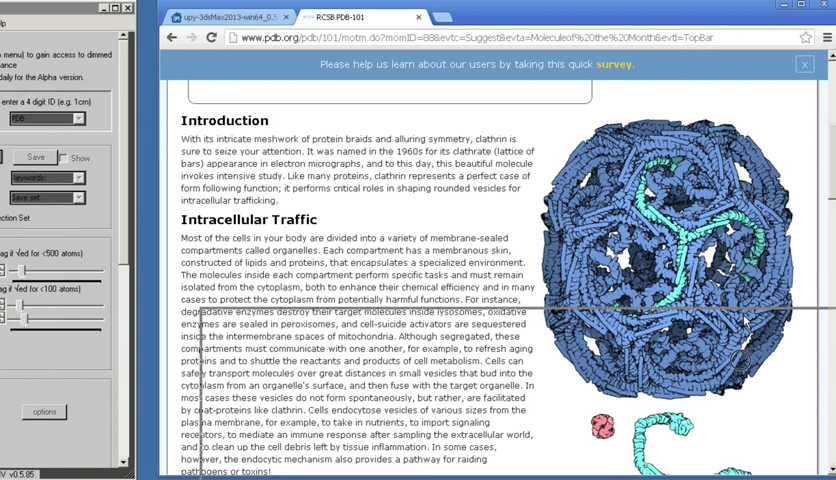 lp
menu) to gain access to dimmed
ance
daily for the Alpha version.
enter a 4 digit ID (e.g. 1crn)
PDB
Save
Show
keywords:
Save set
ection Set
ag if √ed for <500 atoms)
ag if √ed for <100 atoms)
options
v0.5.85
upy-3dsMax2013-win64_0.5
RCSB PDB-101
www.pdb.org/pdb/101/motm.do?momID=88&evtc=Suggest&evta=Moleculeof%20the%20Month&evtl=TopBar
Please help us learn about our users by taking this quick survey.
Introduction
With its intricate meshwork of protein braids and alluring symmetry, clathrin is
sure to seize your attention. It was named in the 1960s for its clathrate (lattice of
bars) appearance in electron micrographs, and to this day, this beautiful molecule
invokes intensive study. Like many proteins, clathrin represents a perfect case of
form following function; it performs critical roles in shaping rounded vesicles for
intracellular trafficking.
Intracellular Traffic
Most of the cells in your body are divided into a variety of membrane-sealed
compartments called organelles. Each compartment has a membranous skin,
constructed of lipids and proteins, that encapsulates a specialized environment.
The molecules inside each compartment perform specific tasks and must remain
isolated from the cytoplasm, both to enhance their chemical efficiency and in many
cases to protect the cytoplasm from potentially harmful functions. For instance,
degradative enzymes destroy their target molecules inside lysosomes, oxidative
enzymes are sealed in peroxisomes, and cell-suicide activators are sequestered
inside the intermembrane spaces of mitochondria. Although segregated, these
compartments must communicate with one another, for example, to refresh aging
proteins and to shuttle the reactants and products of cell metabolism. Cells can
safely transport molecules over great distances in small vesicles that bud into the
cytoplasm from an organelle's surface, and then fuse with the target organelle. In
most cases these vesicles do not form spontaneously, but rather, are facilitated
by coat-proteins like clathrin. Cells endocytose vesicles of various sizes from the
plasma membrane, for example, to take in nutrients, to import signaling
receptors, to mediate an immune response after sampling the extracellular world,
and to clean up the cell debris left by tissue inflammation. In some cases,
however, the endocytic mechanism also provides a pathway for raiding
pathogens or toxins!